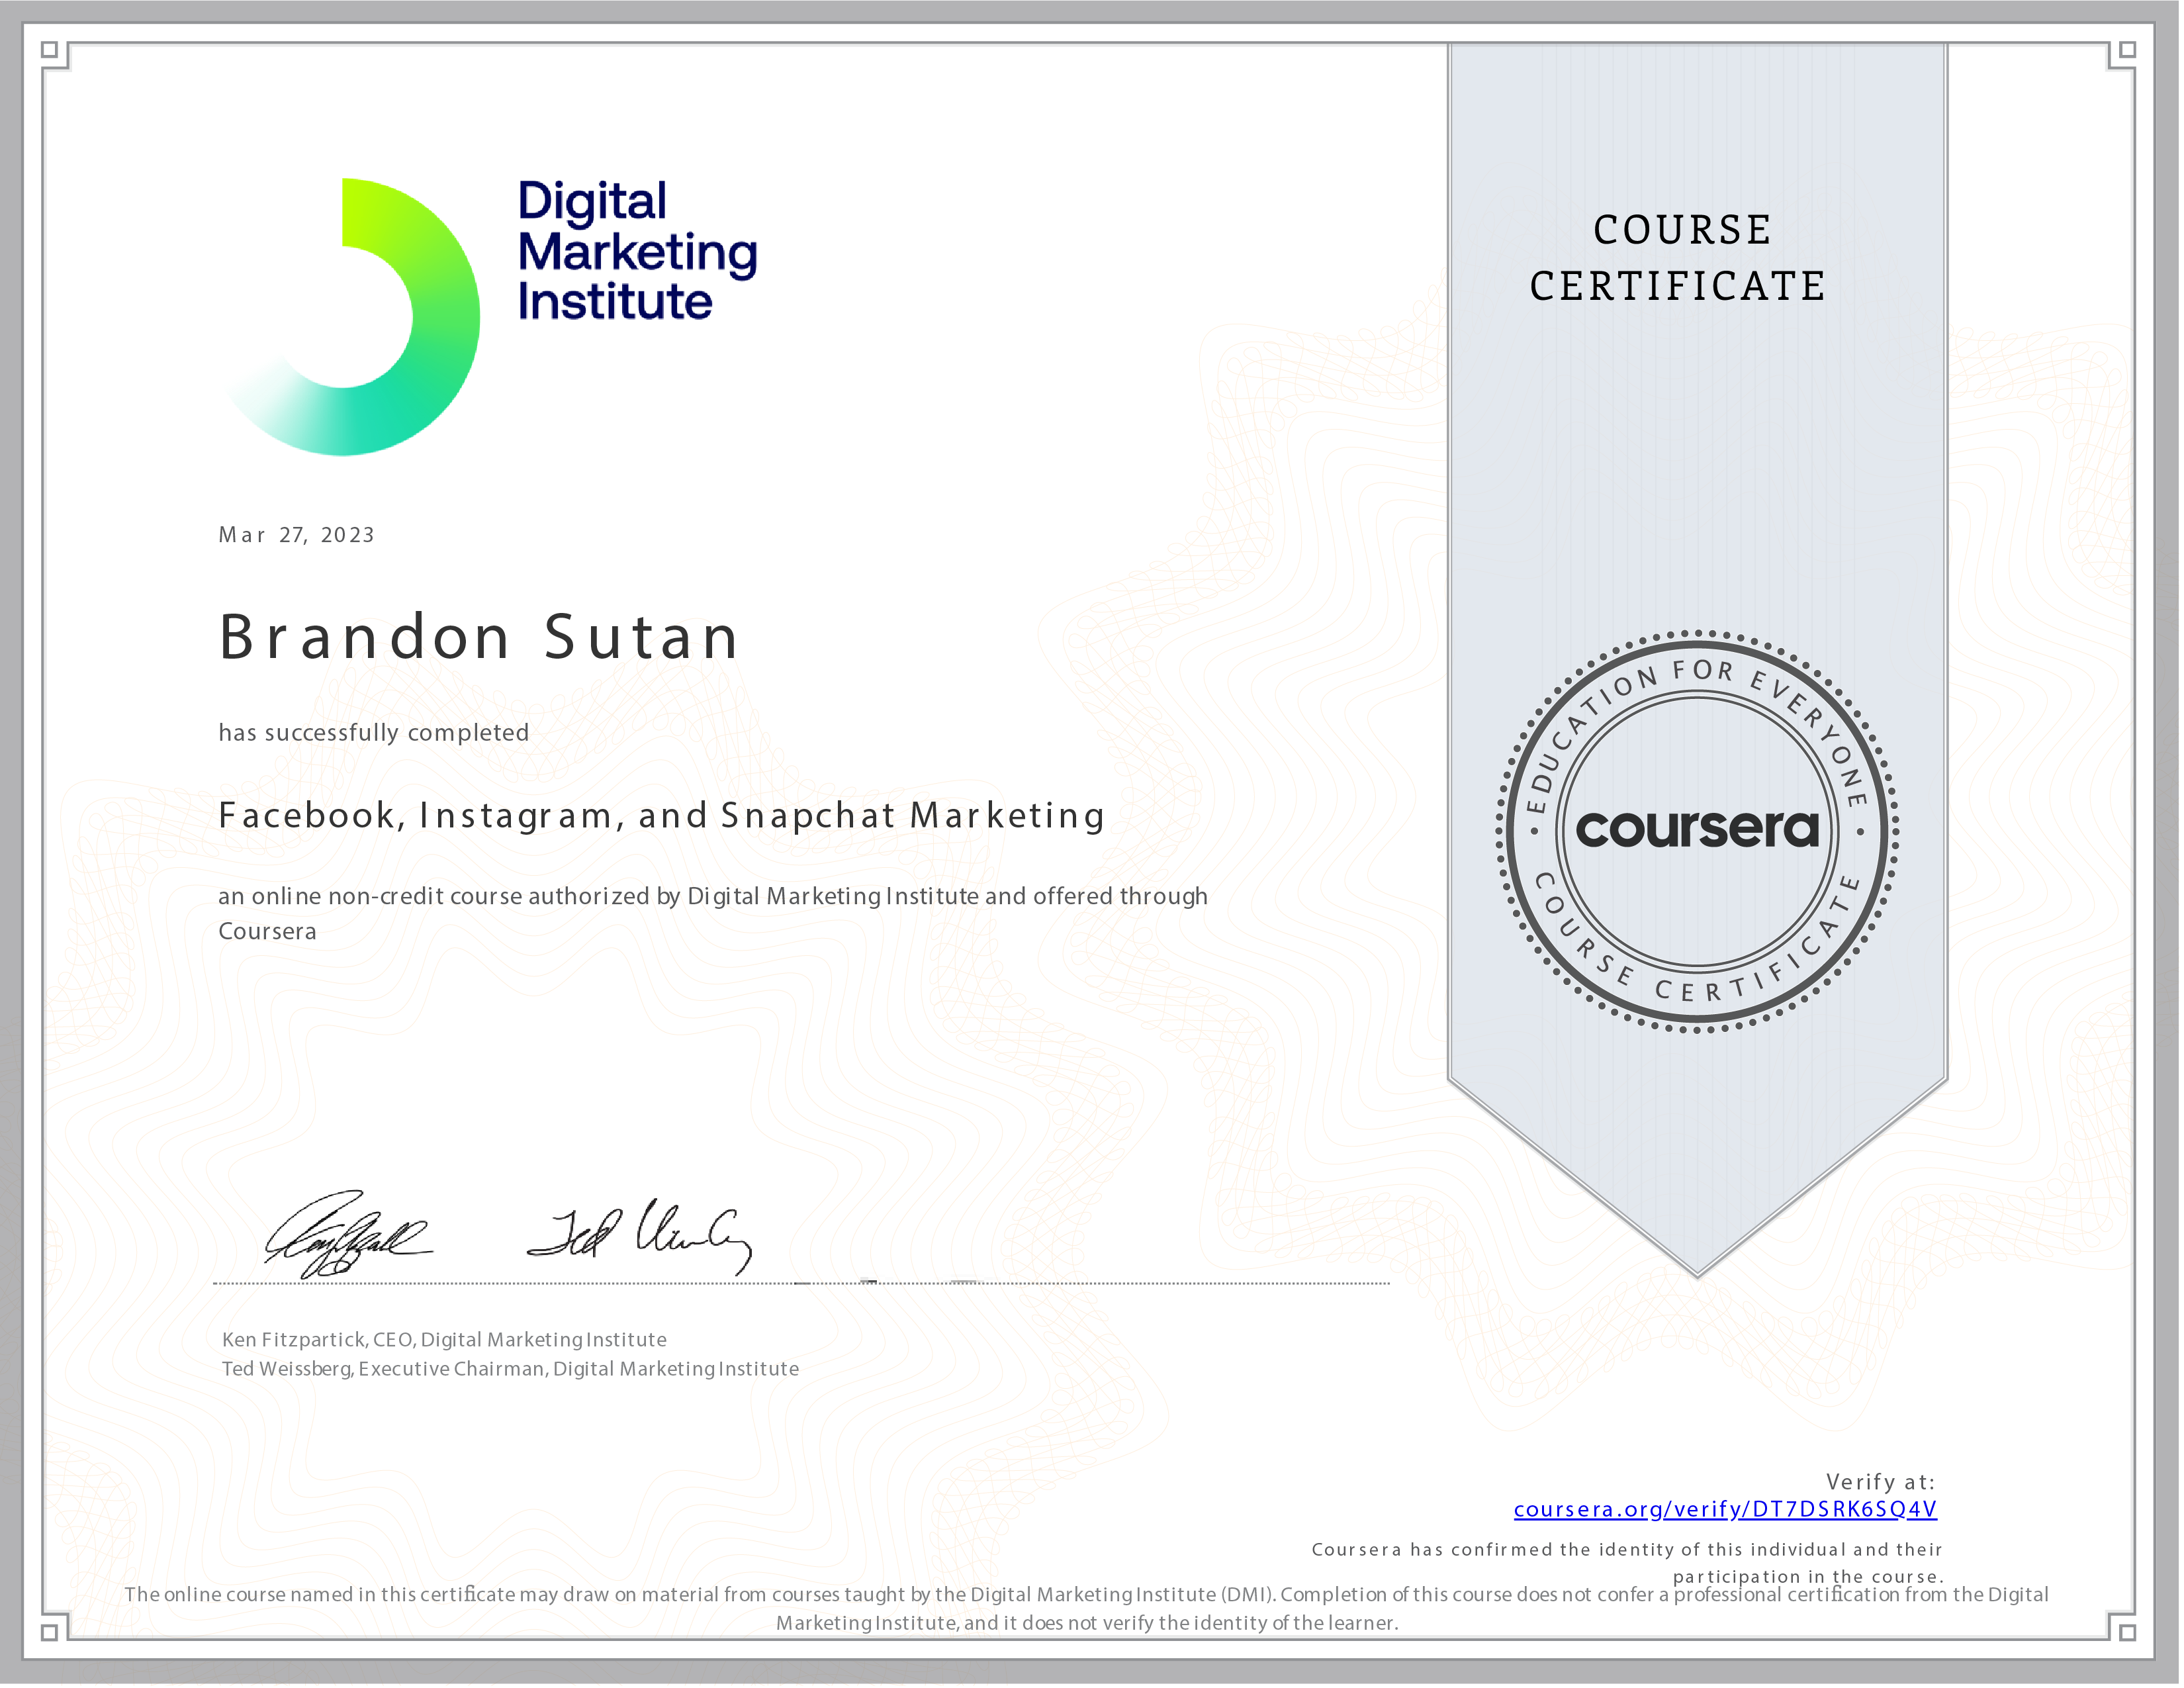 Digital
Marketing
Institute
COURSE
CERTIFICATE
Mar 27, 2023
Brandon Sutan
has successfully completed
Facebook, Instagram, and Snapchat Marketing
an online non-credit course authorized by Digital Marketing Institute and offered through
Coursera
EDUCATION FOR EVERYONE
coursera
COURSE CERTIFICATE
Ken Fitzpartick, CEO, Digital Marketing Institute
Ted Weissberg, Executive Chairman, Digital Marketing Institute
Verify at:
coursera.org/verify/DT7DSRK6SQ4V
Coursera has confirmed the identity of this individual and their
participation in the course.
The online course named in this certificate may draw on material from courses taught by the Digital Marketing Institute (DMI). Completion of this course does not confer a professional certification from the Digital
Marketing Institute, and it does not verify the identity of the learner.